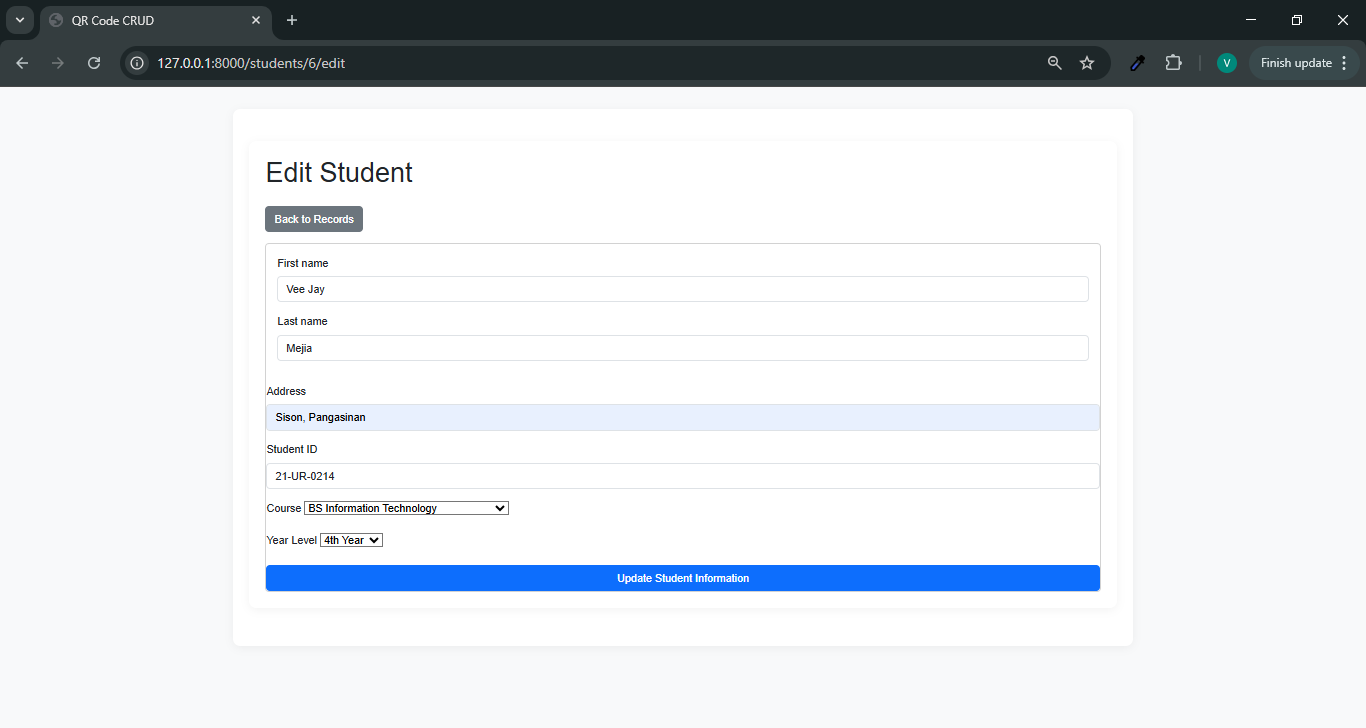 QR Code CRUD
127.0.0.1:8000/students/6/edit
V
Finish update
Edit Student
Back to Records
First name
Vee Jay
Last name
Mejia
Address
Sison, Pangasinan
Student ID
21-UR-0214
Course BS Information Technology
Year Level 4th Year
Update Student Information